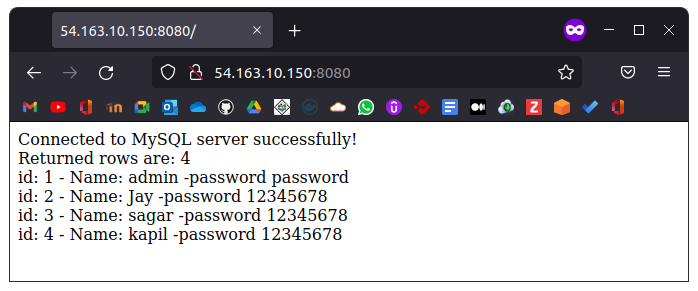 54.163.10.150:8080/
54.163.10.150:8080
Connected to MySQL server successfully!
Returned rows are: 4
id: 1 - Name: admin -password password
id: 2 - Name: Jay -password 12345678
id: 3 - Name: sagar -password 12345678
id: 4 - Name: kapil -password 12345678